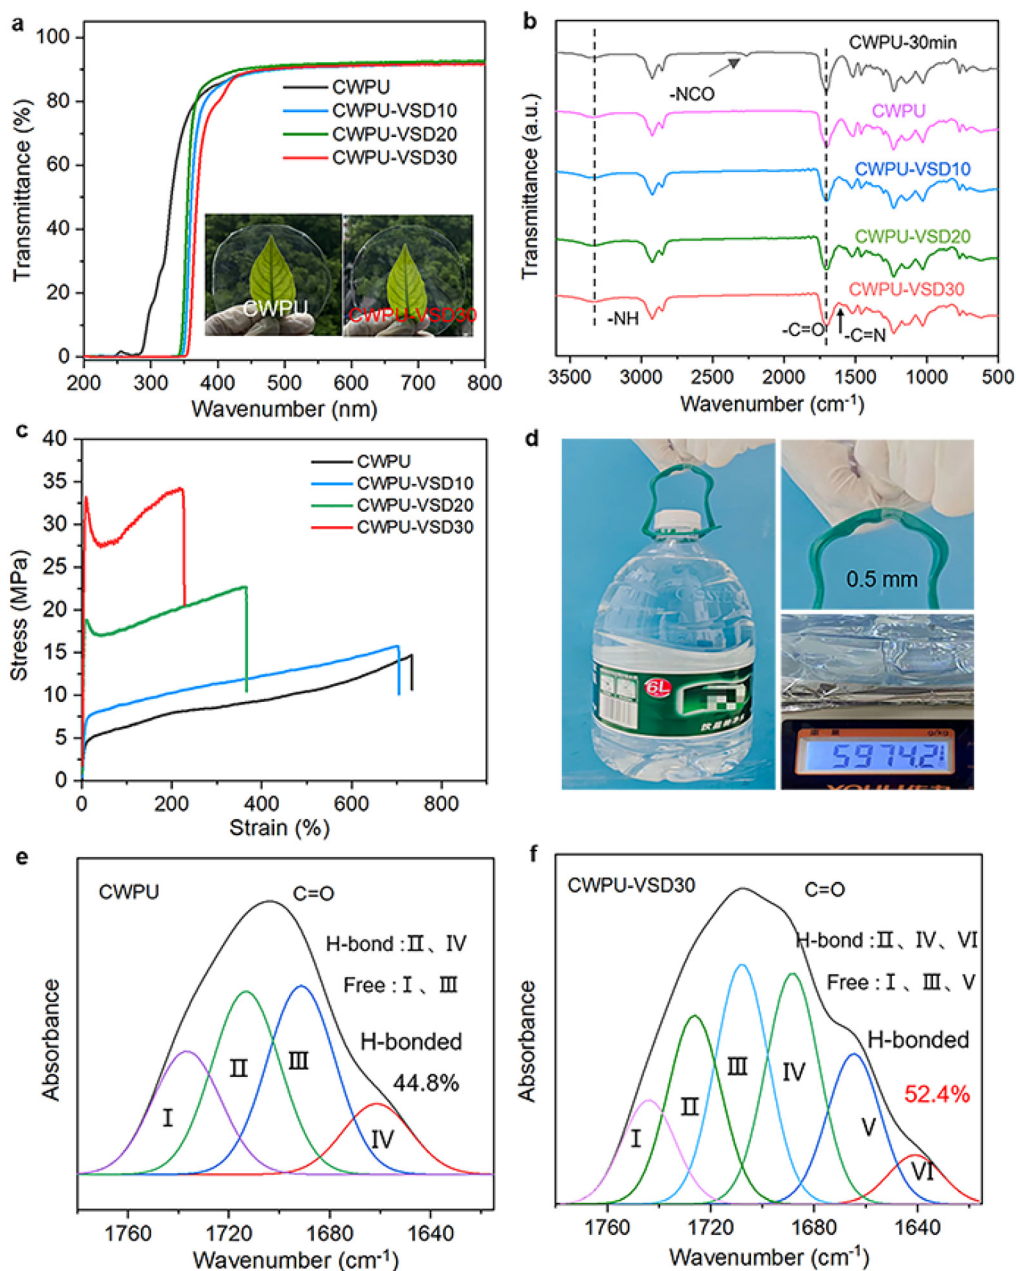 a
Transmittance (%)
100
80
60
40
20
0
CWPU
CWPU-VSD10
CWPU-VSD20
CWPU-VSD30
CWPU
CWPU-VSD30
200 300 400 500 600 700 800
Wavenumber (nm)
b
Transmittance (a.u.)
CWPU-30min
-NCO
CWPU
CWPU-VSD10
CWPU-VSD20
CWPU-VSD30
-NH
-C=O
-C=N
3500 3000 2500 2000 1500 1000 500
Wavenumber (cm⁻¹)
c
Stress (MPa)
40
35
30
25
20
15
10
5
0
CWPU
CWPU-VSD10
CWPU-VSD20
CWPU-VSD30
0 200 400 600 800
Strain (%)
d
6L
0.5 mm
g/kg
5974.2
e
CWPU
C=O
H-bond :Ⅱ、Ⅳ
Free : Ⅰ、Ⅲ
H-bonded
44.8%
Ⅰ
Ⅱ
Ⅲ
Ⅳ
Absorbance
1760 1720 1680 1640
Wavenumber (cm⁻¹)
f
CWPU-VSD30
C=O
H-bond :Ⅱ、Ⅳ、Ⅵ
Free : Ⅰ、Ⅲ、Ⅴ
H-bonded
52.4%
Ⅰ
Ⅱ
Ⅲ
Ⅳ
Ⅴ
Ⅵ
Absorbance
1760 1720 1680 1640
Wavenumber (cm⁻¹)